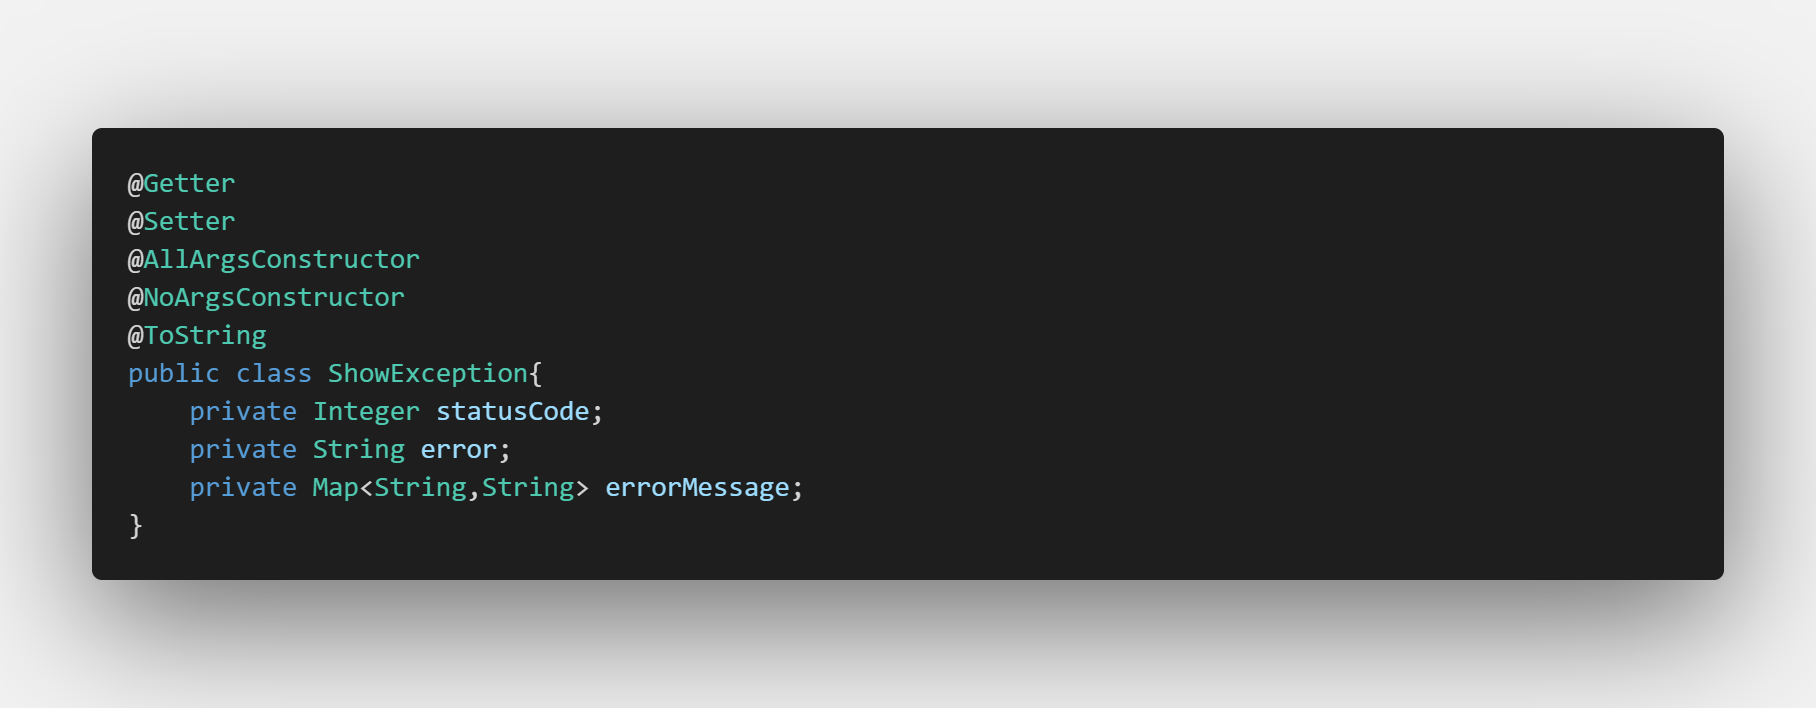 @Getter
@Setter
@AllArgsConstructor
@NoArgsConstructor
@ToString
public class ShowException{
    private Integer statusCode;
    private String error;
    private Map<String,String> errorMessage;
}